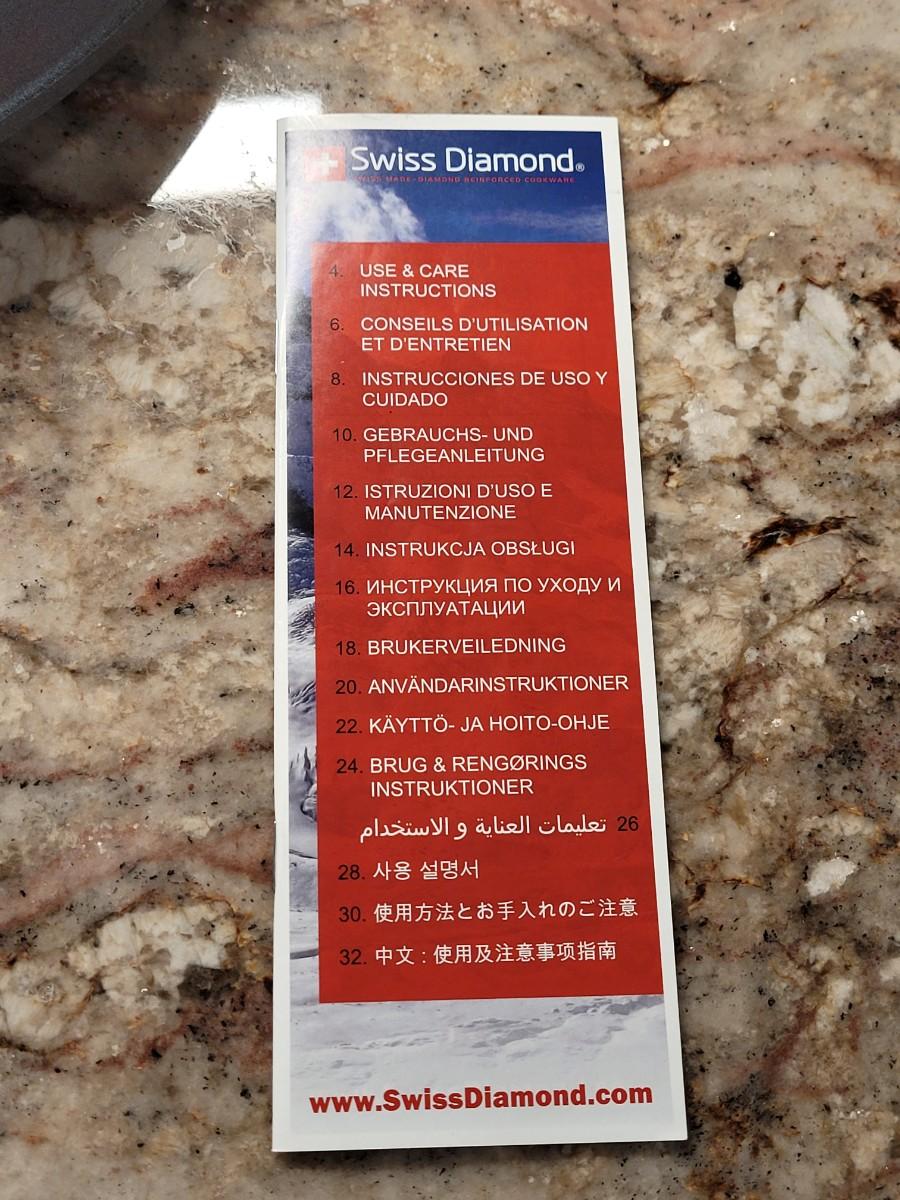 Swiss Diamond®
SWISS MADE-DIAMOND REINFORCED COOKWARE
4. USE & CARE
INSTRUCTIONS
6. CONSEILS D'UTILISATION
ET D'ENTRETIEN
8. INSTRUCCIONES DE USO Y
CUIDADO
10. GEBRAUCHS- UND
PFLEGEANLEITUNG
12. ISTRUZIONI D'USO E
MANUTENZIONE
14. INSTRUKCJA OBSŁUGI
16. ИНСТРУКЦИЯ ПО УХОДУ И
ЭКСПЛУАТАЦИИ
18. BRUKERVEILEDNING
20. ANVÄNDARINSTRUKTIONER
22. KÄYTTÖ- JA HOITO-OHJE
24. BRUG & RENGØRINGS
INSTRUKTIONER
26 تعليمات العناية و الاستخدام
28. 사용 설명서
30. 使用方法とお手入れのご注意
32. 中文 : 使用及注意事项指南
www.SwissDiamond.com